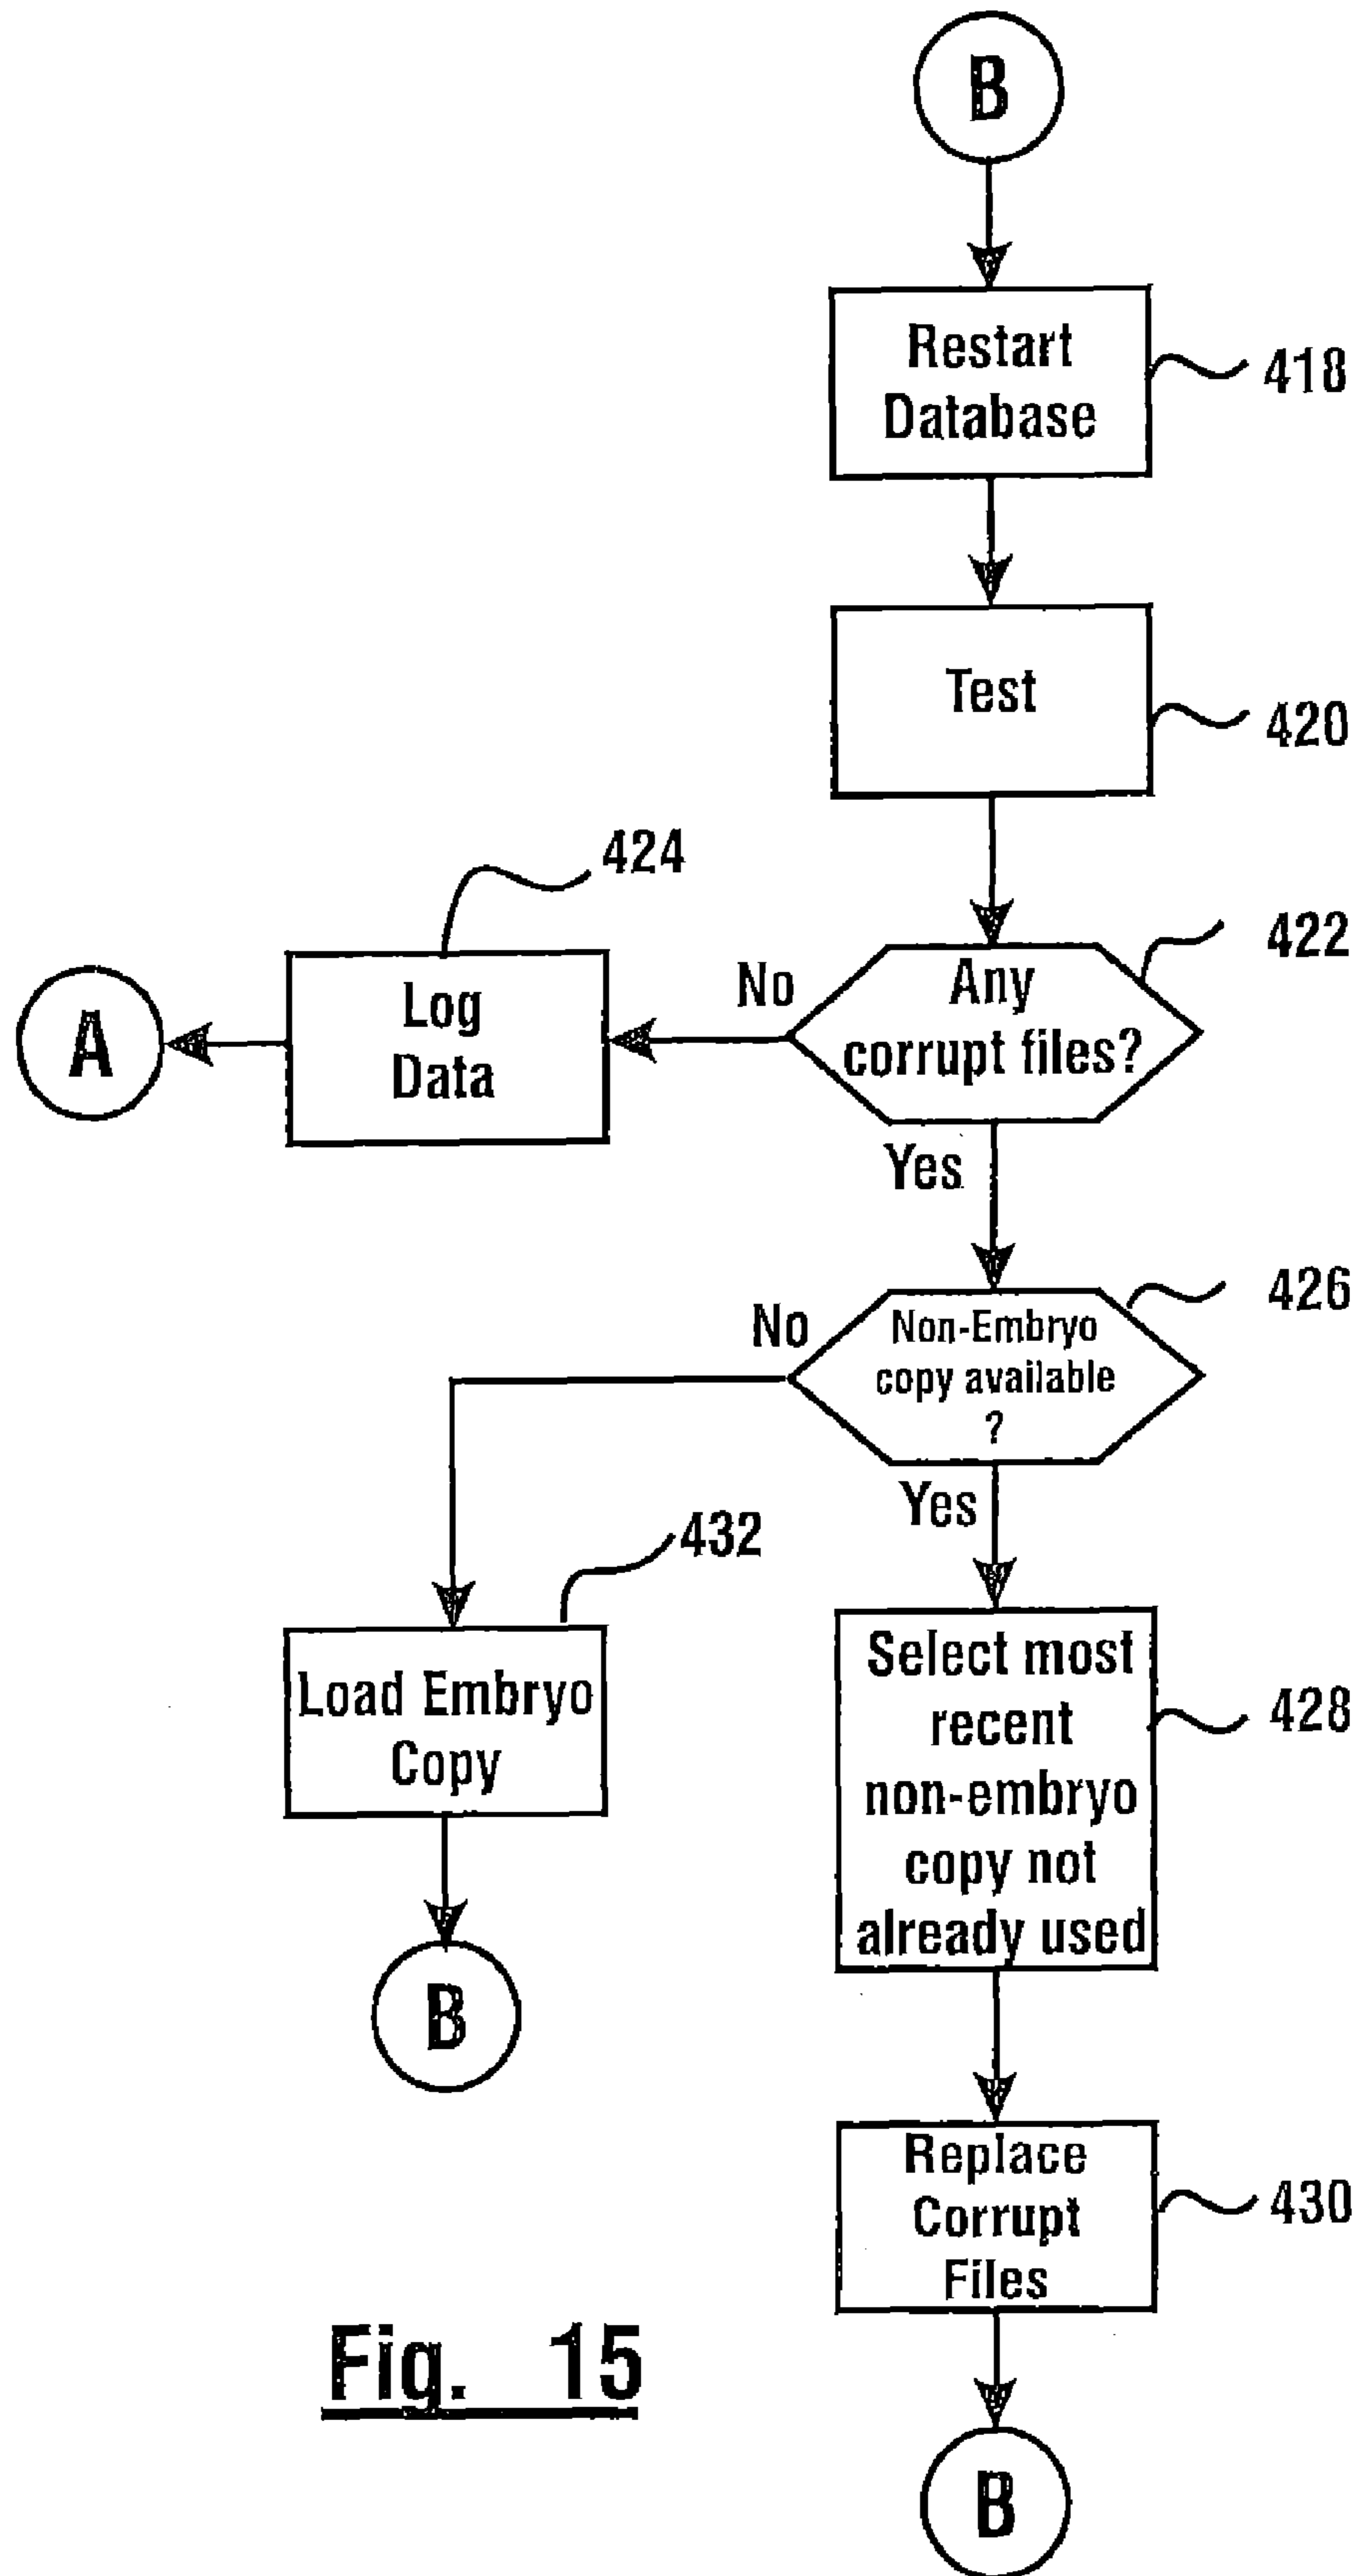 B
Restart
Database
418
Test
420
424
Log
Data
A
No
Any
corrupt files?
422
Yes
No
Non-Embryo
copy available
?
426
Yes
432
Load Embryo
Copy
B
Select most
recent
non-embryo
copy not
already used
428
Replace
Corrupt
Files
430
B
Fig. 15